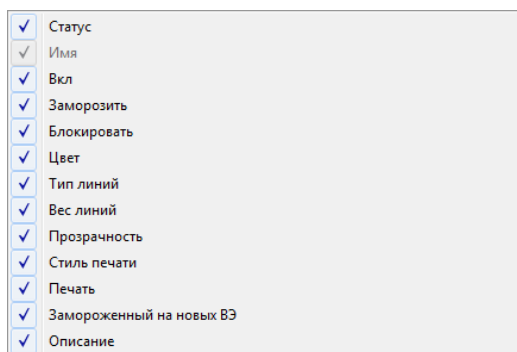 Статус
Имя
Вкл
Заморозить
Блокировать
Цвет
Тип линий
Вес линий
Прозрачность
Стиль печати
Печать
Замороженный на новых ВЭ
Описание